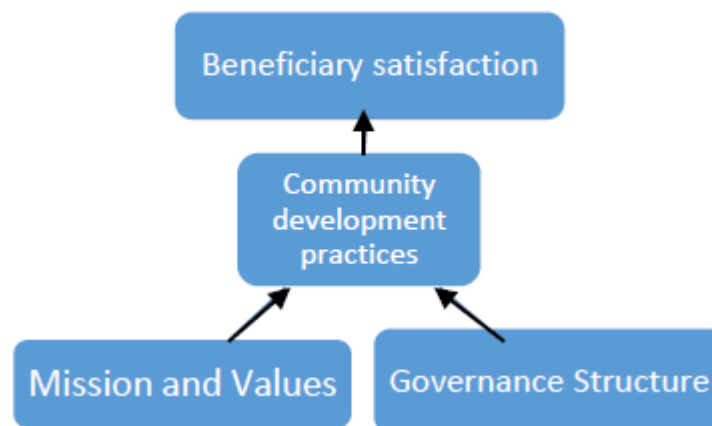 Beneficiary satisfaction
Community
development
practices
Mission and Values
Governance Structure